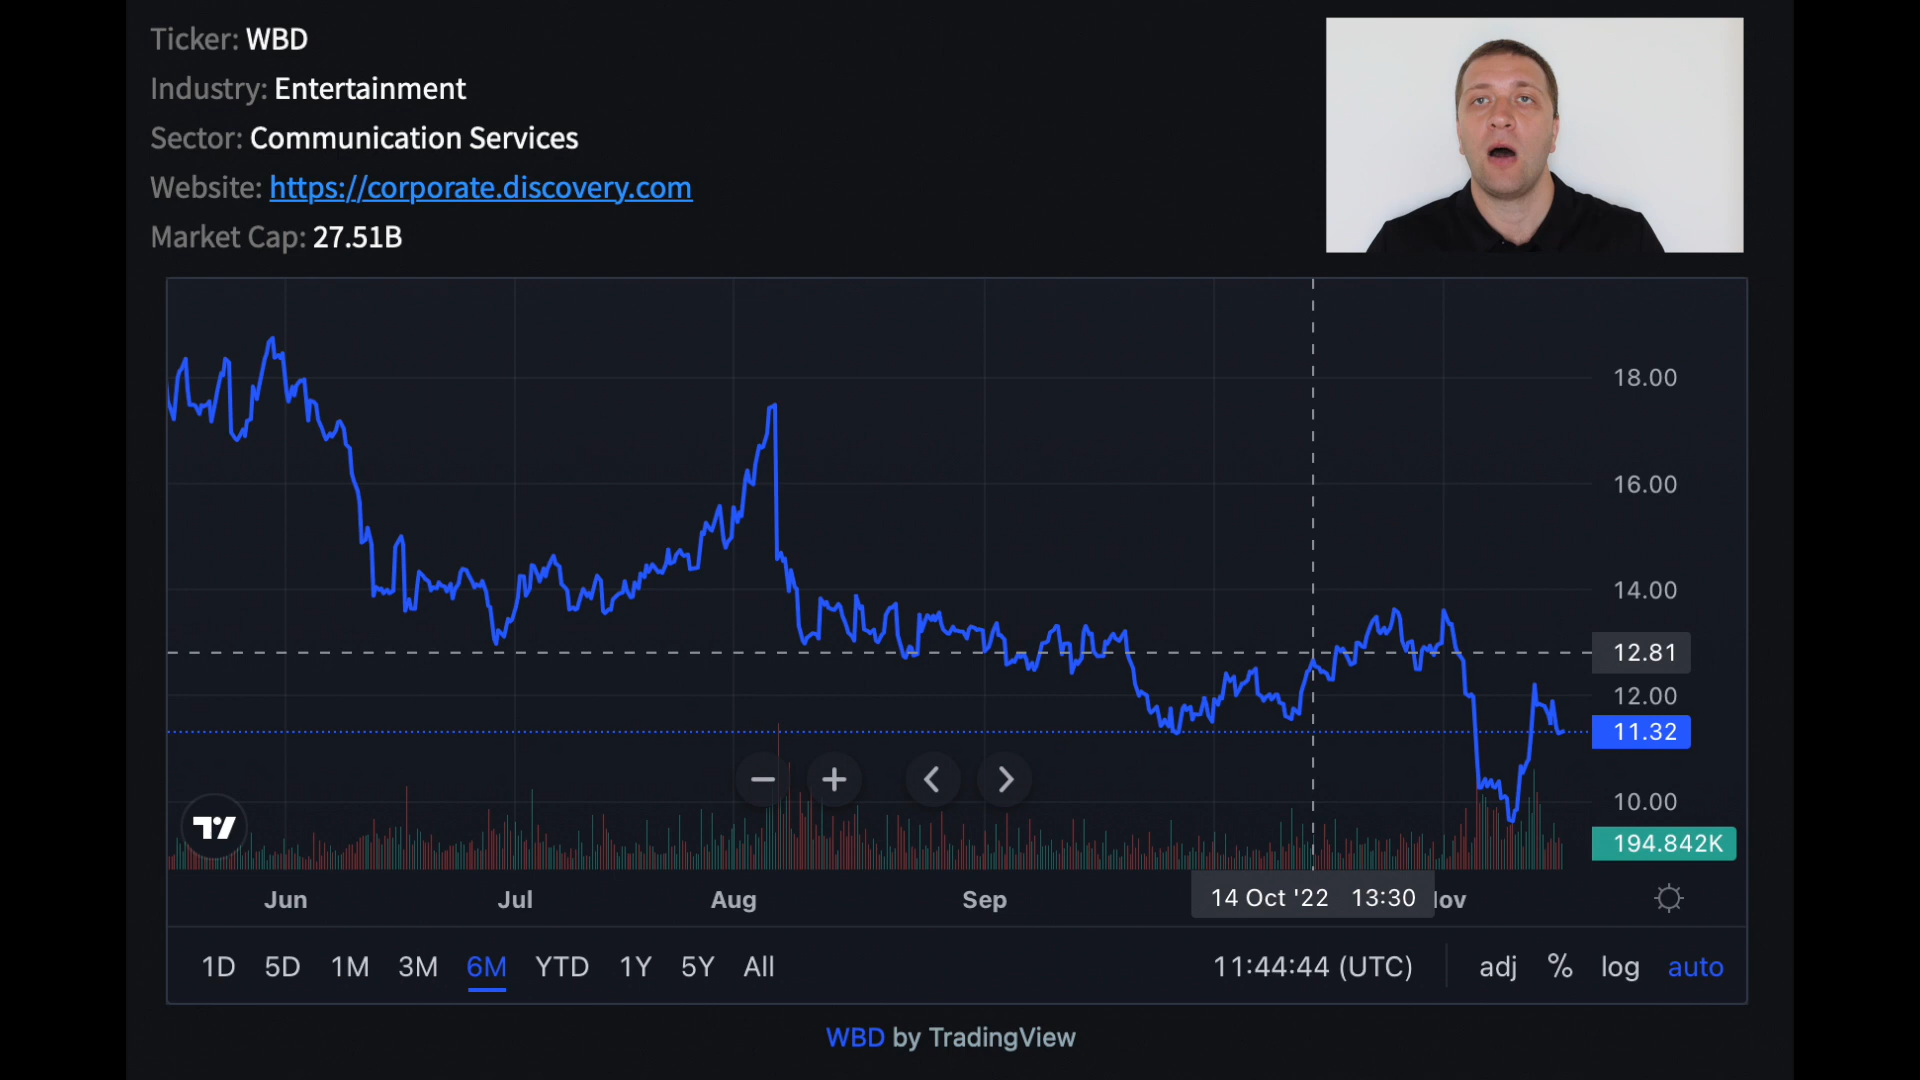 Ticker: WBD
Industry: Entertainment
Sector: Communication Services
Website: https://corporate.discovery.com
Market Cap: 27.51B
18.00
16.00
14.00
12.81
12.00
11.32
10.00
194.842K
Jun Jul Aug Sep 14 Oct '22 13:30 ov
1D 5D 1M 3M 6M YTD 1Y 5Y All 11:44:44 (UTC) adj % log auto
WBD by TradingView